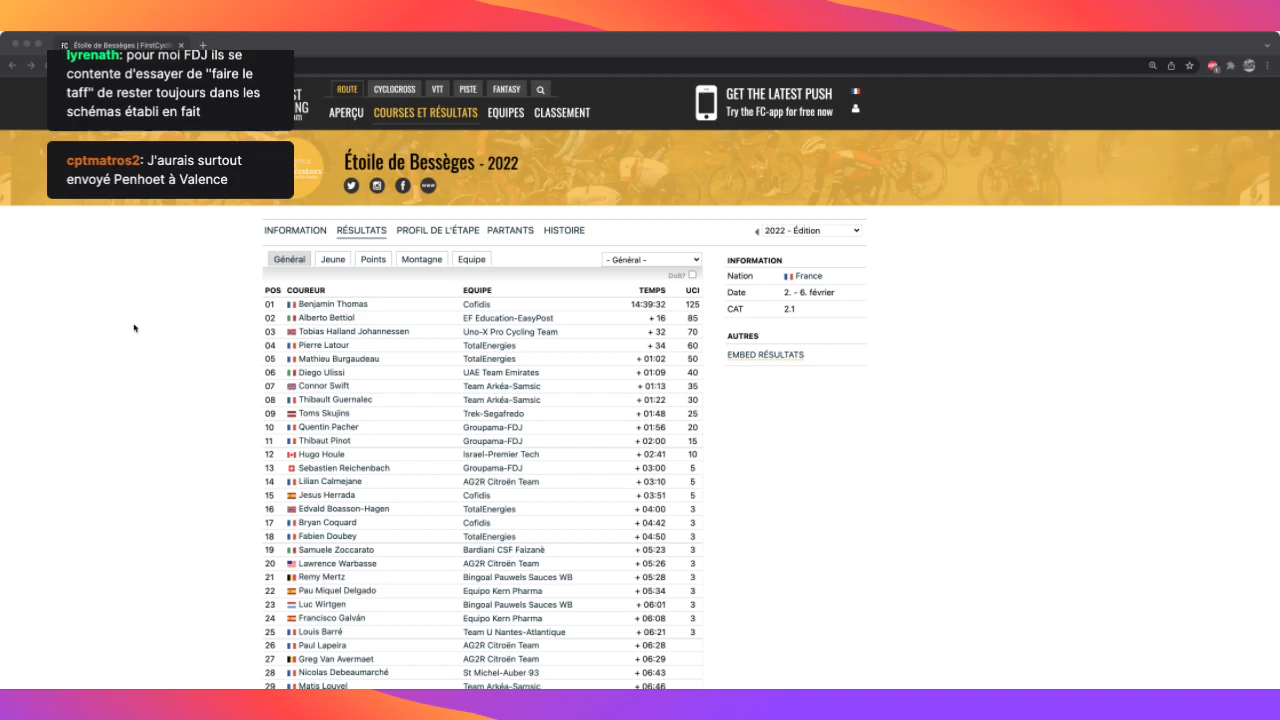 Étoile de Bessèges | FirstCycli
lyrenath: pour moi FDJ ils se
contente d'essayer de "faire le
taff" de rester toujours dans les
schémas établi en fait
cptmatros2: J'aurais surtout
envoyé Penhoet à Valence
ROUTE CYCLOCROSS VTT PISTE FANTASY
APERÇU COURSES ET RÉSULTATS EQUIPES CLASSEMENT
GET THE LATEST PUSH
Try the FC-app for free now
Étoile de Bessèges - 2022
INFORMATION RÉSULTATS PROFIL DE L'ÉTAPE PARTANTS HISTOIRE
2022 - Édition
Général Jeune Points Montagne Equipe
- Général -
DoR?
POS COUREUR EQUIPE TEMPS UCI
01 Benjamin Thomas Cofidis 14:39:32 125
02 Alberto Bettiol EF Education-EasyPost + 16 85
03 Tobias Halland Johannessen Uno-X Pro Cycling Team + 32 70
04 Pierre Latour TotalEnergies + 34 60
05 Mathieu Burgaudeau TotalEnergies + 01:02 50
06 Diego Ulissi UAE Team Emirates + 01:09 40
07 Connor Swift Team Arkéa-Samsic + 01:13 35
08 Thibault Guernalec Team Arkéa-Samsic + 01:22 30
09 Toms Skujins Trek-Segafredo + 01:48 25
10 Quentin Pacher Groupama-FDJ + 01:56 20
11 Thibaut Pinot Groupama-FDJ + 02:00 15
12 Hugo Houle Israel-Premier Tech + 02:41 10
13 Sebastien Reichenbach Groupama-FDJ + 03:00 5
14 Lilian Calmejane AG2R Citroën Team + 03:10 5
15 Jesus Herrada Cofidis + 03:51 5
16 Edvald Boasson-Hagen TotalEnergies + 04:00 3
17 Bryan Coquard Cofidis + 04:42 3
18 Fabien Doubey TotalEnergies + 04:50 3
19 Samuele Zoccarato Bardiani CSF Faizanè + 05:23 3
20 Lawrence Warbasse AG2R Citroën Team + 05:26 3
21 Remy Mertz Bingoal Pauwels Sauces WB + 05:28 3
22 Pau Miquel Delgado Equipo Kern Pharma + 05:34 3
23 Luc Wirtgen Bingoal Pauwels Sauces WB + 06:01 3
24 Francisco Galván Equipo Kern Pharma + 06:08 3
25 Louis Barré Team U Nantes-Atlantique + 06:21 3
26 Paul Lapeira AG2R Citroën Team + 06:28
27 Greg Van Avermaet AG2R Citroën Team + 06:29
28 Nicolas Debeaumarché St Michel-Auber 93 + 06:43
29 Matis Louvel Team Arkéa-Samsic + 06:46
INFORMATION
Nation France
Date 2. - 6. février
CAT 2.1
AUTRES
EMBED RÉSULTATS